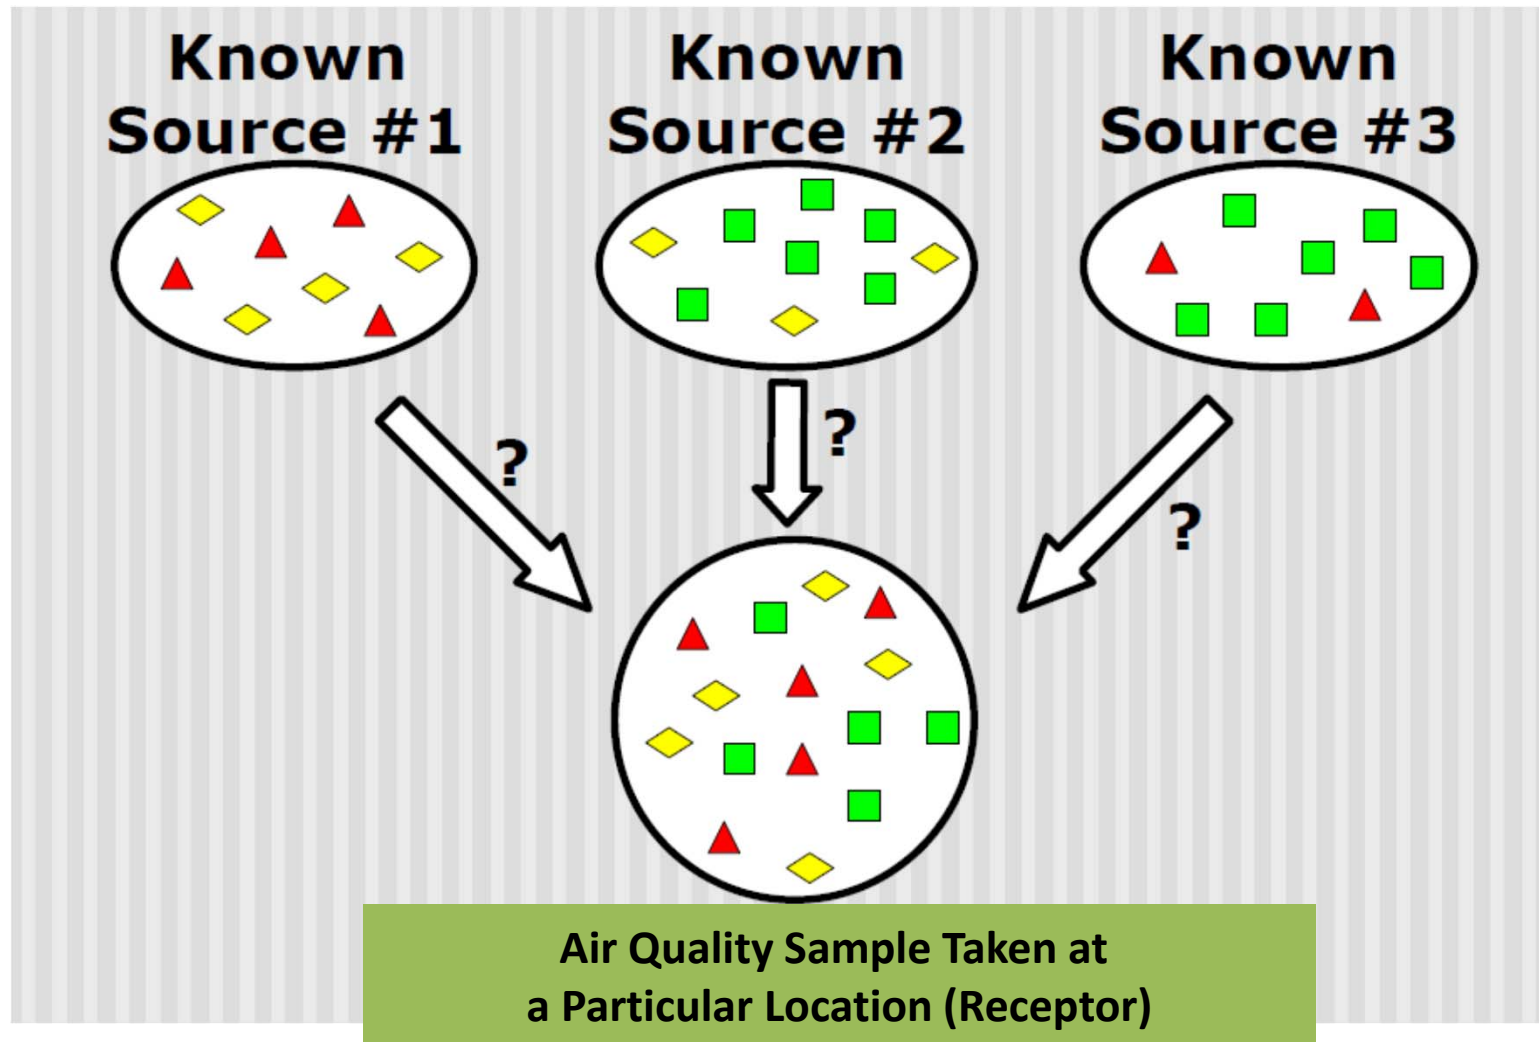 Known
Source #1
Known
Source #2
Known
Source #3
?
?
?
Air Quality Sample Taken at
a Particular Location (Receptor)